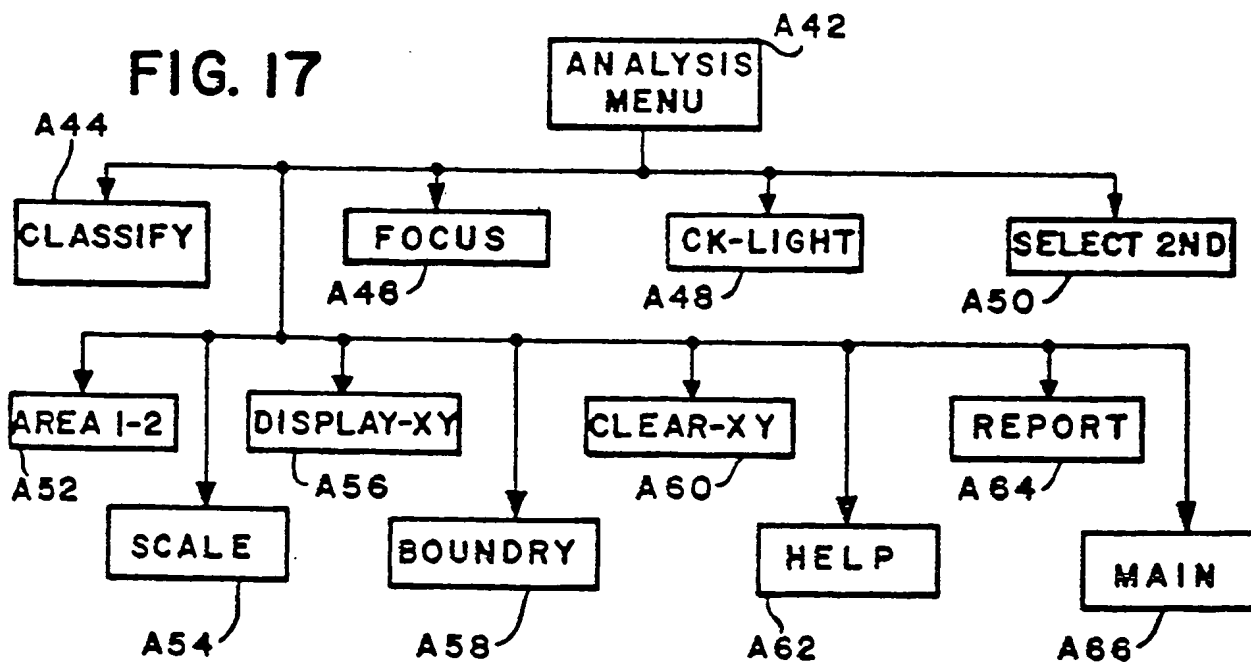 FIG. 17
A42
ANALYSIS
MENU
A44
CLASSIFY
FOCUS
CK-LIGHT
SELECT 2ND
A46
A48
A50
AREA 1-2
DISPLAY-XY
CLEAR-XY
REPORT
A52
A56
A60
A64
SCALE
BOUNDRY
HELP
MAIN
A54
A58
A62
A66